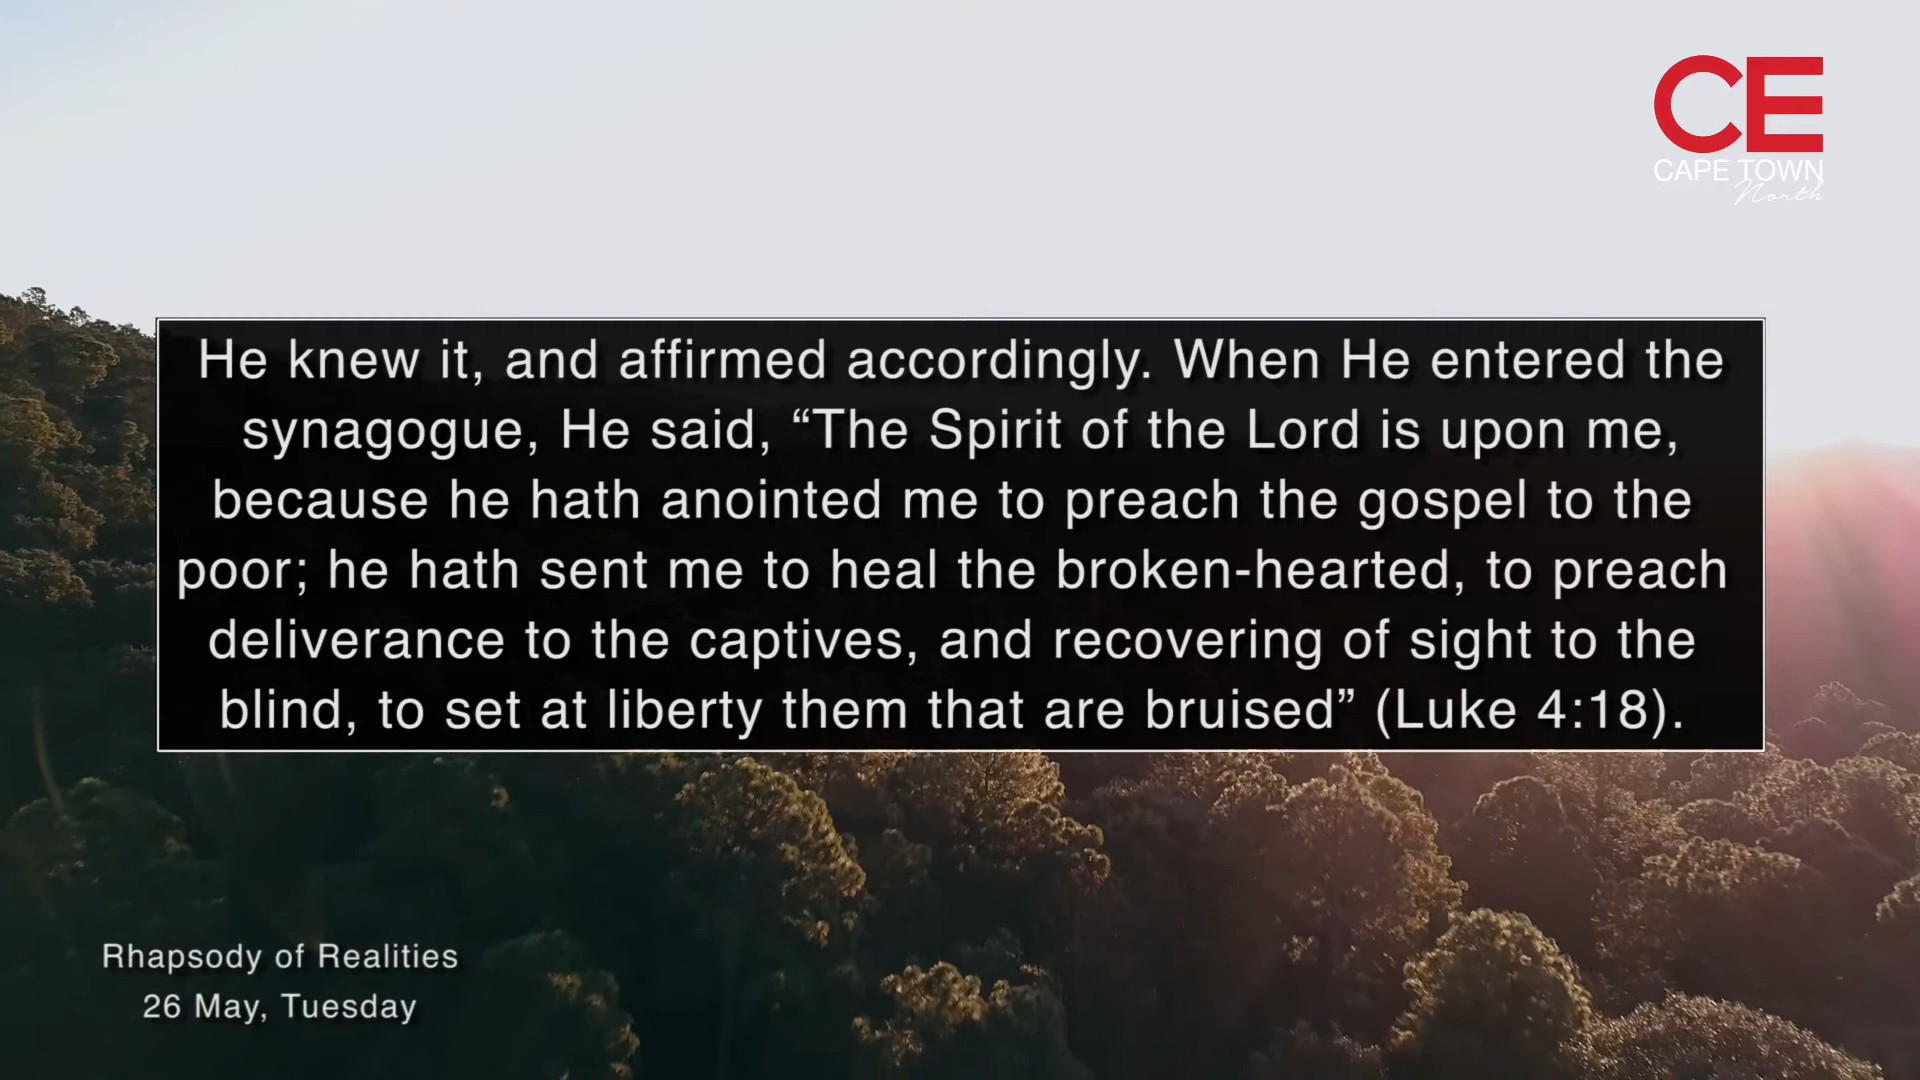 CE
CAPE TOWN
North
He knew it, and affirmed accordingly. When He entered the
synagogue, He said, “The Spirit of the Lord is upon me,
because he hath anointed me to preach the gospel to the
poor; he hath sent me to heal the broken-hearted, to preach
deliverance to the captives, and recovering of sight to the
blind, to set at liberty them that are bruised” (Luke 4:18).
Rhapsody of Realities
26 May, Tuesday